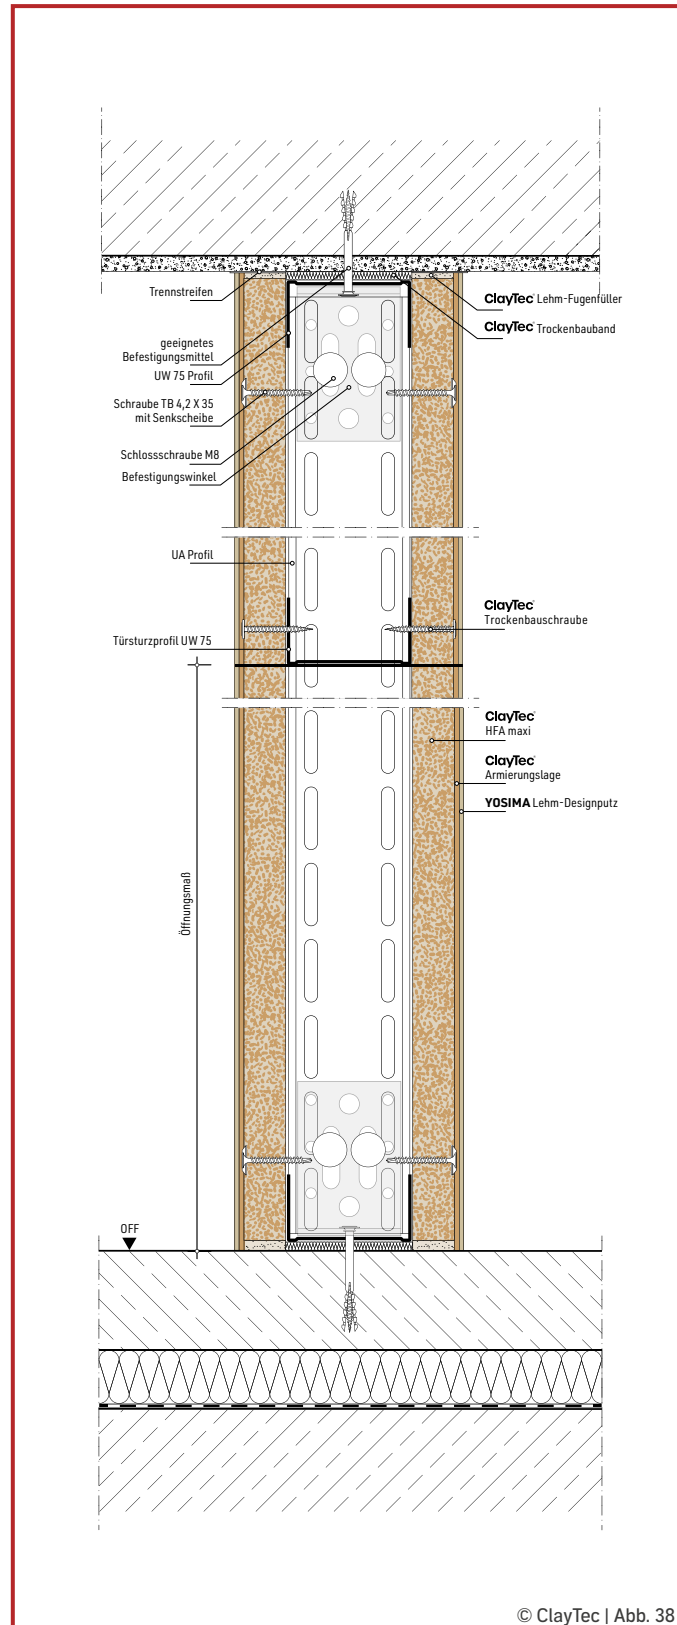 Trennstreifen
geeignetes
Befestigungsmittel
UW 75 Profil
Schraube TB 4,2 X 35
mit Senkscheibe
Schlossschraube M8
Befestigungswinkel
UA Profil
Türsturzprofil UW 75
Öffnungsmaß
OFF
ClayTec® Lehm-Fugenfüller
ClayTec® Trockenbauband
ClayTec®
Trockenbauschraube
ClayTec®
HFA maxi
ClayTec®
Armierungslage
YOSIMA Lehm-Designputz
© ClayTec | Abb. 38